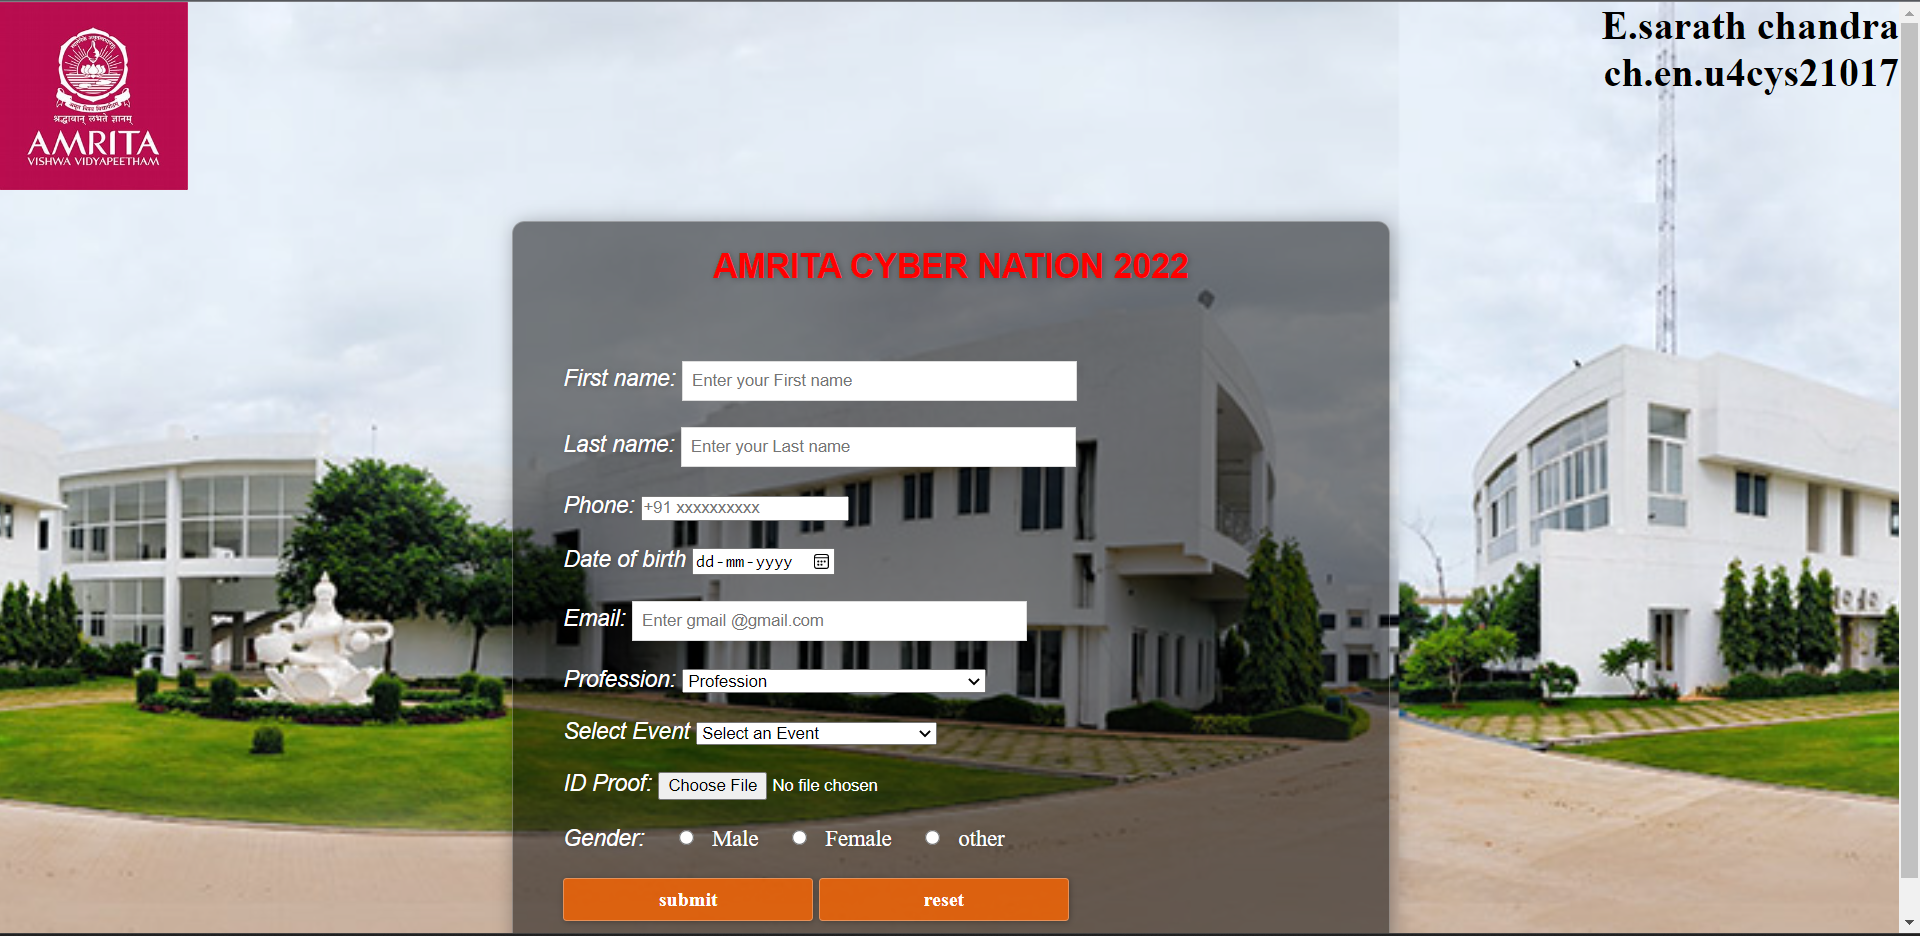 E.sarath chandra
ch.en.u4cys21017
श्रद्धावान् लभते ज्ञानम्
AMRITA
VISHWA VIDYAPEETHAM
AMRITA CYBER NATION 2022
First name: Enter your First name
Last name: Enter your Last name
Phone: +91 xxxxxxxxxx
Date of birth dd-mm-yyyy
Email: Enter gmail @gmail.com
Profession: Profession
Select Event Select an Event
ID Proof: Choose File No file chosen
Gender: Male Female other
submit reset